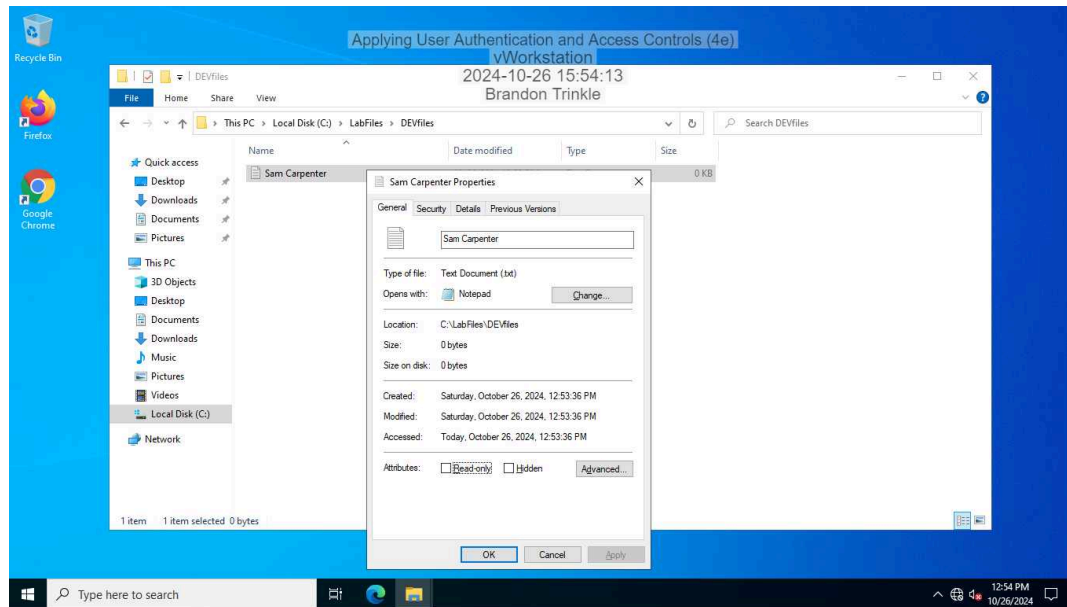 Recycle Bin
Firefox
Google
Chrome
Applying User Authentication and Access Controls (4e)
vWorkstation
2024-10-26 15:54:13
Brandon Trinkle
DEVfiles
File Home Share View
This PC > Local Disk (C:) > LabFiles > DEVfiles
Search DEVfiles
Name Date modified Type Size
Sam Carpenter 0 KB
Quick access
Desktop
Downloads
Documents
Pictures
This PC
3D Objects
Desktop
Documents
Downloads
Music
Pictures
Videos
Local Disk (C:)
Network
1 item 1 item selected 0 bytes
Sam Carpenter Properties
General Security Details Previous Versions
Sam Carpenter
Type of file: Text Document (.txt)
Opens with: Notepad Change...
Location: C:\LabFiles\DEVfiles
Size: 0 bytes
Size on disk: 0 bytes
Created: Saturday, October 26, 2024, 12:53:36 PM
Modified: Saturday, October 26, 2024, 12:53:36 PM
Accessed: Today, October 26, 2024, 12:53:36 PM
Attributes: Read-only Hidden Advanced...
OK Cancel Apply
Type here to search
12:54 PM
10/26/2024